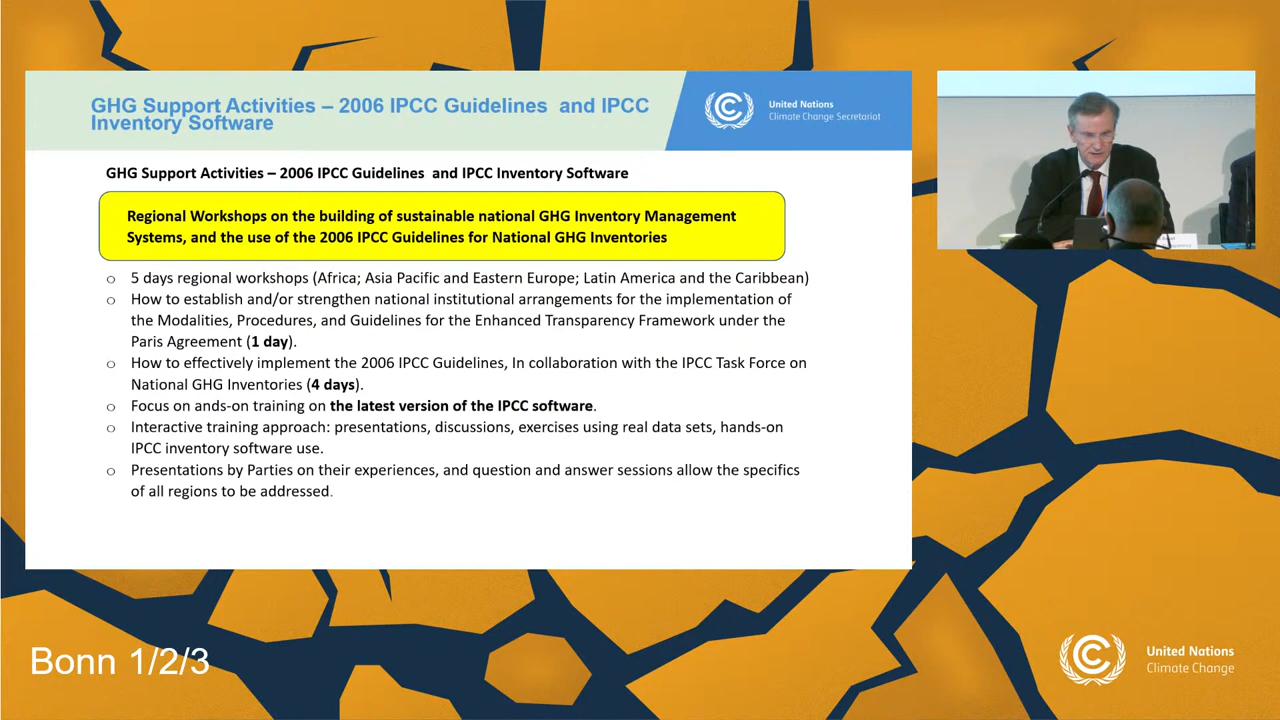 GHG Support Activities – 2006 IPCC Guidelines and IPCC
Inventory Software
United Nations
Climate Change Secretariat
GHG Support Activities – 2006 IPCC Guidelines and IPCC Inventory Software
Regional Workshops on the building of sustainable national GHG Inventory Management
Systems, and the use of the 2006 IPCC Guidelines for National GHG Inventories
o 5 days regional workshops (Africa; Asia Pacific and Eastern Europe; Latin America and the Caribbean)
o How to establish and/or strengthen national institutional arrangements for the implementation of
the Modalities, Procedures, and Guidelines for the Enhanced Transparency Framework under the
Paris Agreement (1 day).
o How to effectively implement the 2006 IPCC Guidelines, In collaboration with the IPCC Task Force on
National GHG Inventories (4 days).
o Focus on ands-on training on the latest version of the IPCC software.
o Interactive training approach: presentations, discussions, exercises using real data sets, hands-on
IPCC inventory software use.
o Presentations by Parties on their experiences, and question and answer sessions allow the specifics
of all regions to be addressed.
Bonn 1/2/3
United Nations
Climate Change